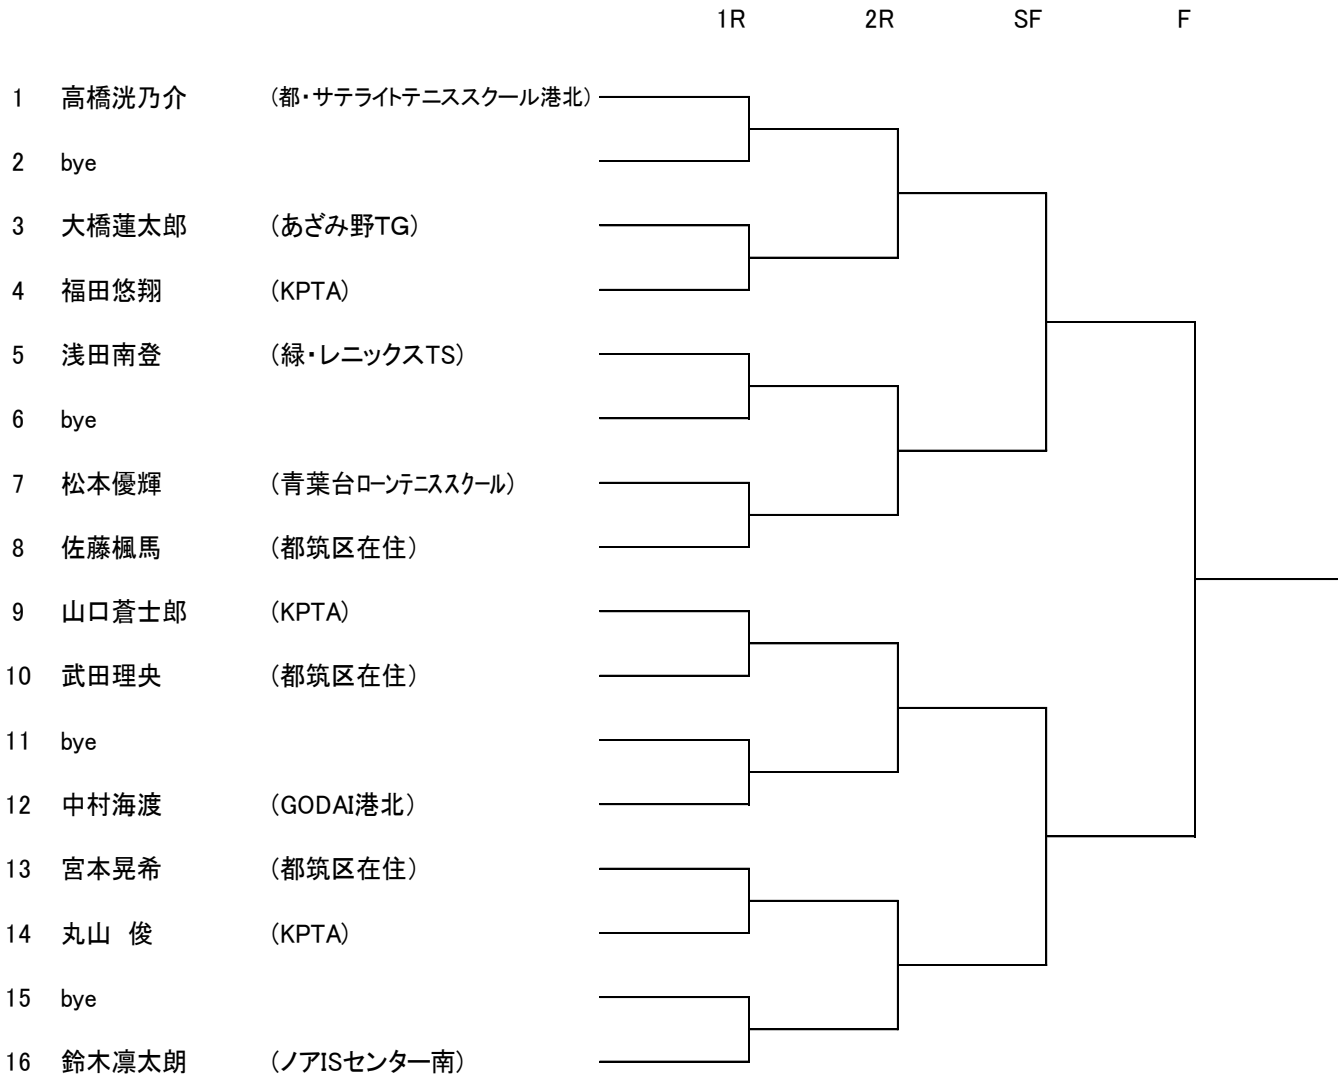 1R 2R SF F
1 高橋洸乃介 (都・サテライトテニススクール港北)
2 bye
3 大橋蓮太郎 (あざみ野TG)
4 福田悠翔 (KPTA)
5 浅田南登 (緑・レニックスTS)
6 bye
7 松本優輝 (青葉台ローンテニススクール)
8 佐藤楓馬 (都筑区在住)
9 山口蒼士郎 (KPTA)
10 武田理央 (都筑区在住)
11 bye
12 中村海渡 (GODAI港北)
13 宮本晃希 (都筑区在住)
14 丸山　俊 (KPTA)
15 bye
16 鈴木凛太朗 (ノアISセンター南)